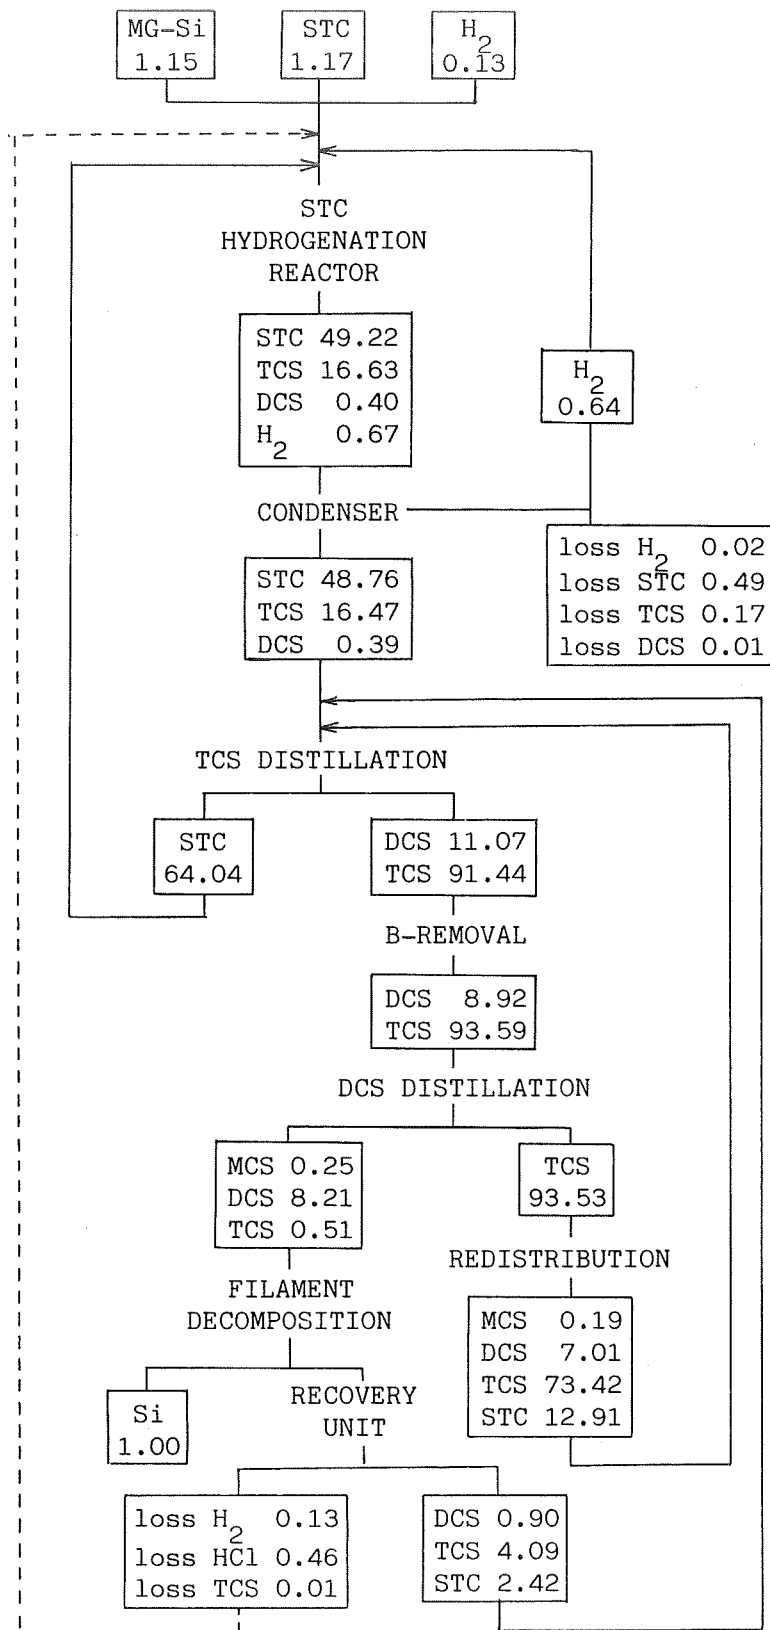 MG-Si
1.15
STC
1.17
H2
0.13
STC
HYDROGENATION
REACTOR
STC 49.22
TCS 16.63
DCS 0.40
H2 0.67
H2
0.64
CONDENSER
loss H2 0.02
loss STC 0.49
loss TCS 0.17
loss DCS 0.01
STC 48.76
TCS 16.47
DCS 0.39
TCS DISTILLATION
STC
64.04
DCS 11.07
TCS 91.44
B-REMOVAL
DCS 8.92
TCS 93.59
DCS DISTILLATION
MCS 0.25
DCS 8.21
TCS 0.51
TCS
93.53
REDISTRIBUTION
FILAMENT
DECOMPOSITION
MCS 0.19
DCS 7.01
TCS 73.42
STC 12.91
Si
1.00
RECOVERY
UNIT
loss H2 0.13
loss HCl 0.46
loss TCS 0.01
DCS 0.90
TCS 4.09
STC 2.42